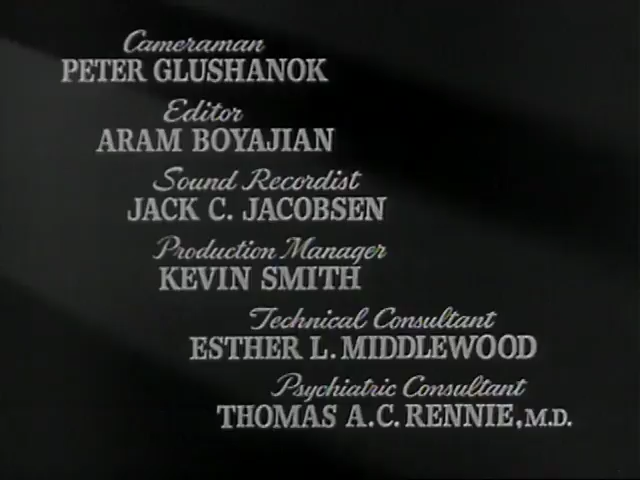 Cameraman
PETER GLUSHANOK
Editor
ARAM BOYAJIAN
Sound Recordist
JACK C. JACOBSEN
Production Manager
KEVIN SMITH
Technical Consultant
ESTHER L. MIDDLEWOOD
Psychiatric Consultant
THOMAS A.C. RENNIE, M.D.